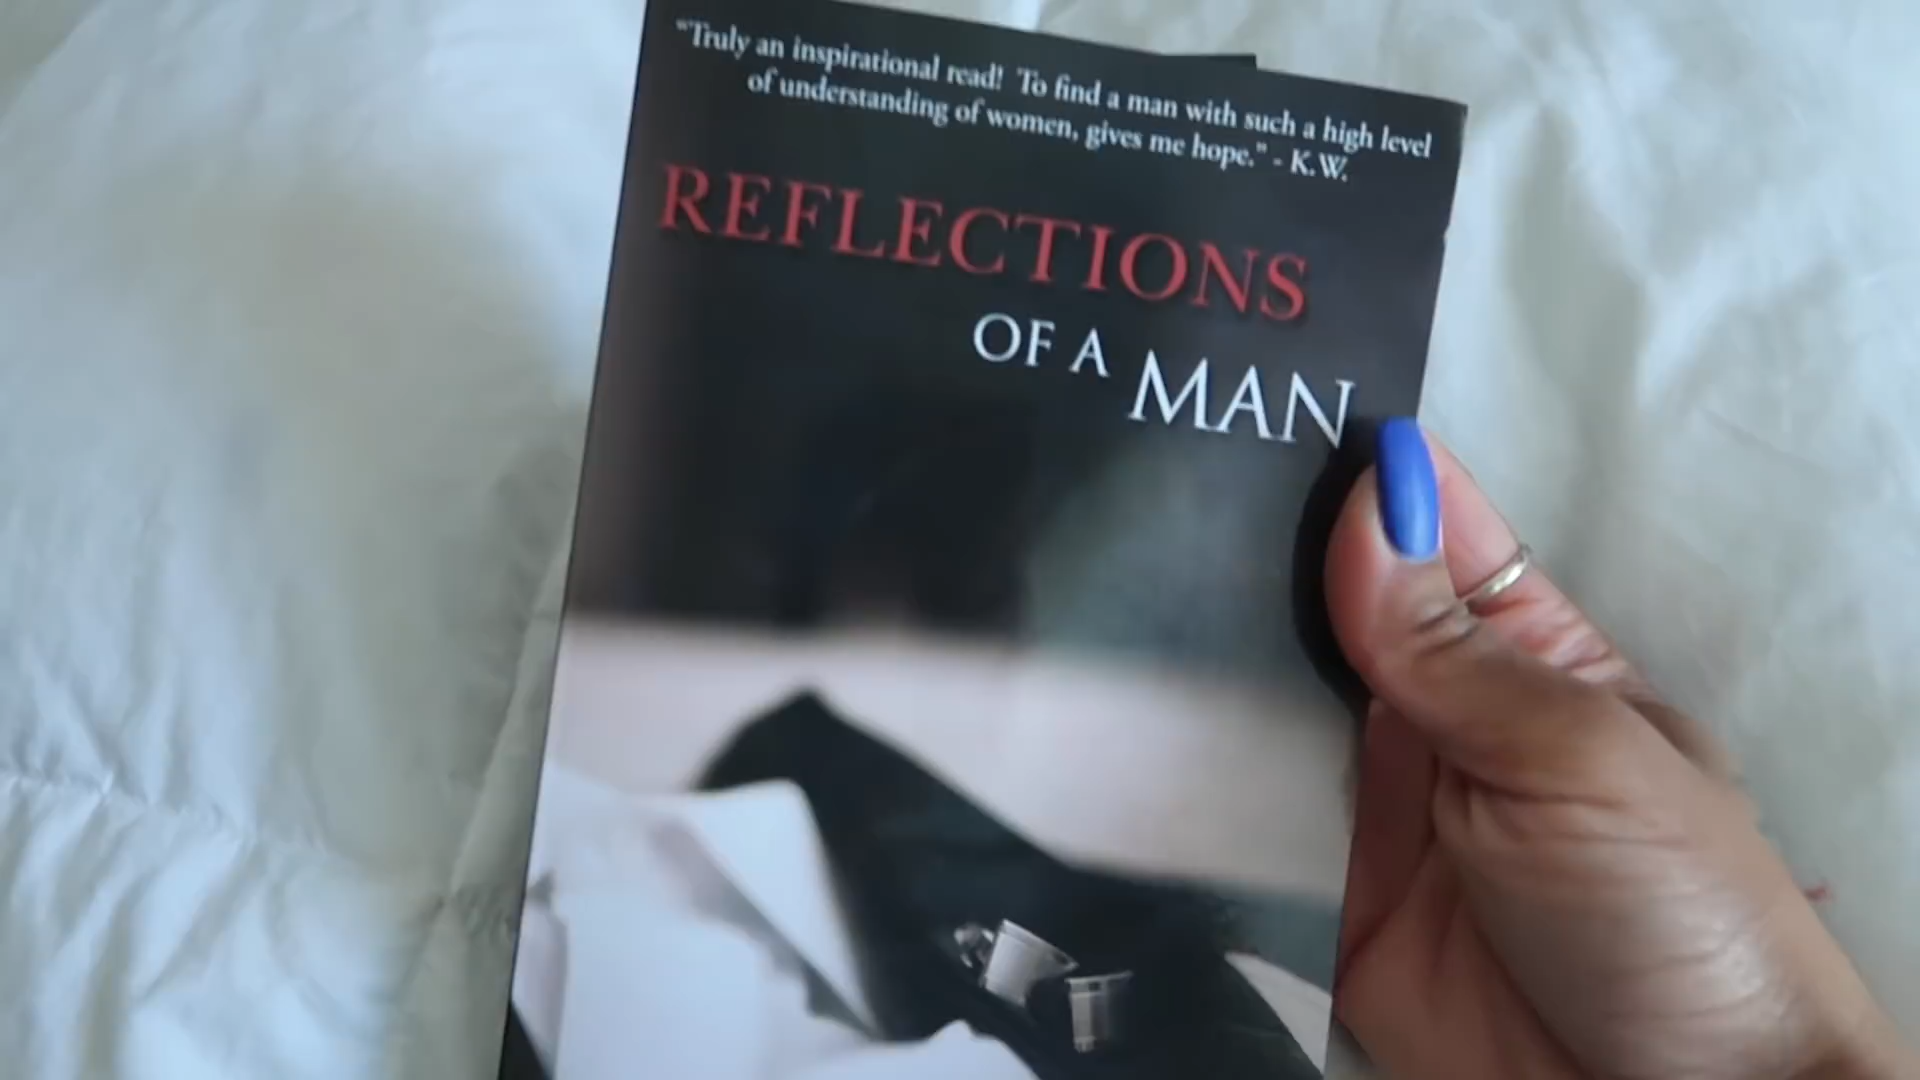 “Truly an inspirational read! To find a man with such a high level
of understanding of women, gives me hope.” - K.W.
REFLECTIONS
OF A MAN